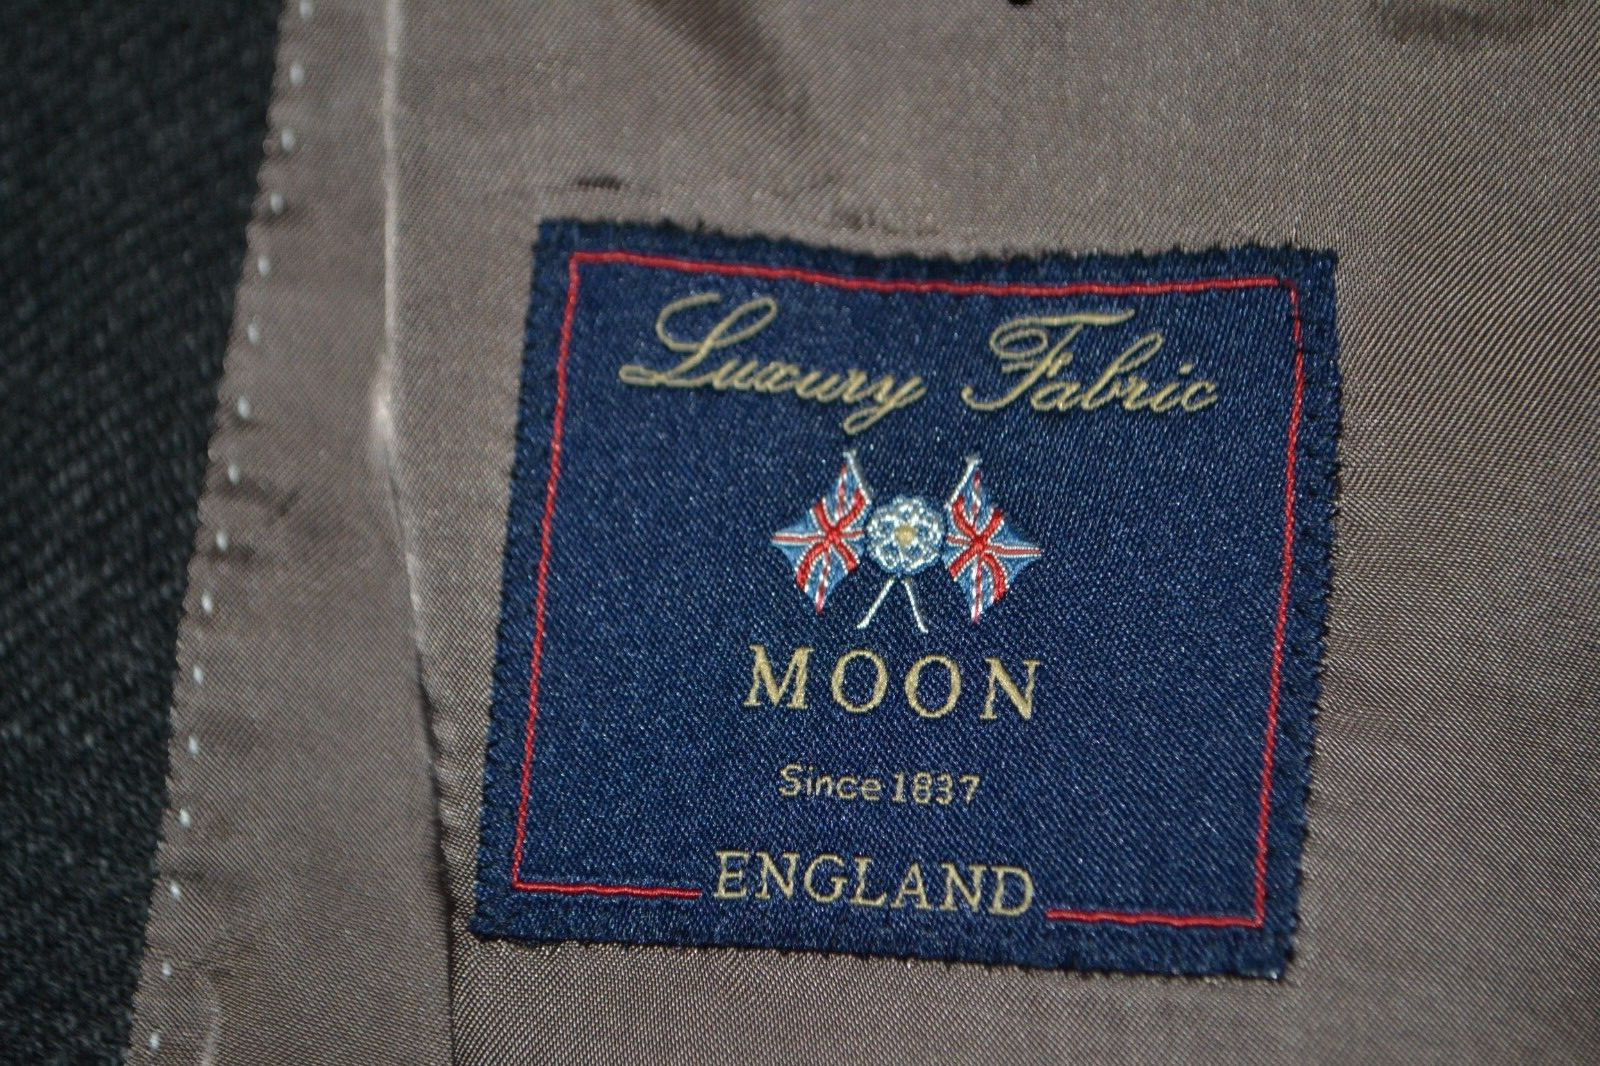 Luxury Fabric
MOON
Since 1837
ENGLAND